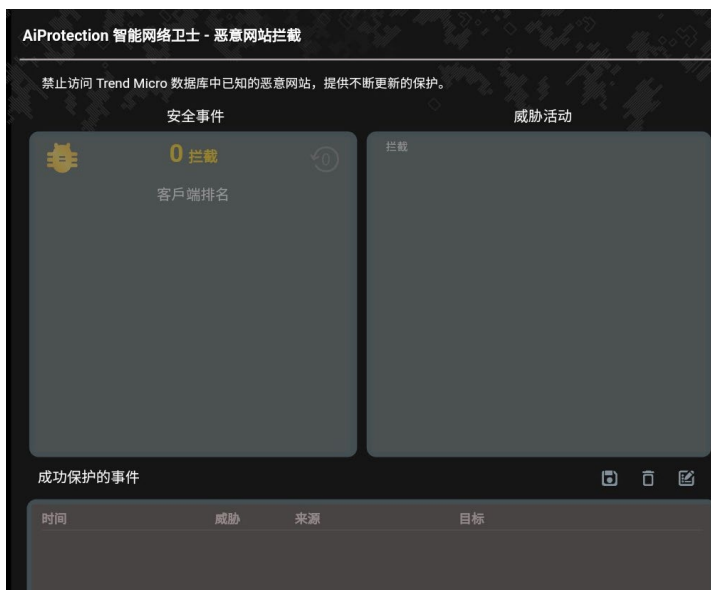 AiProtection 智能网络卫士 - 恶意网站拦截
禁止访问 Trend Micro 数据库中已知的恶意网站，提供不断更新的保护。
安全事件
威胁活动
0 拦截
0
客戶端排名
拦截
成功保护的事件
时间 威胁 来源 目标